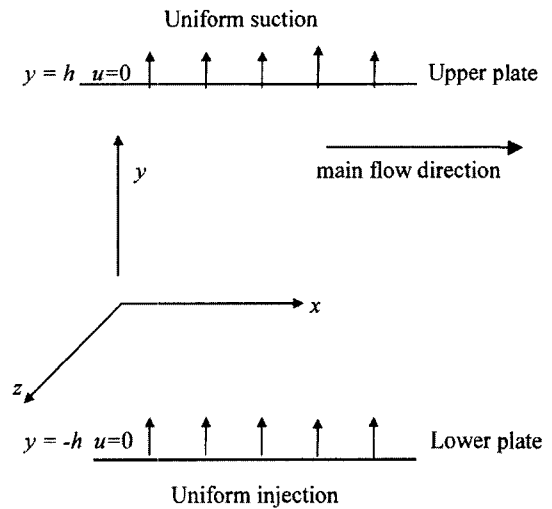 Uniform suction
y = h u=0
Upper plate
y
main flow direction
x
z
y = -h u=0
Lower plate
Uniform injection